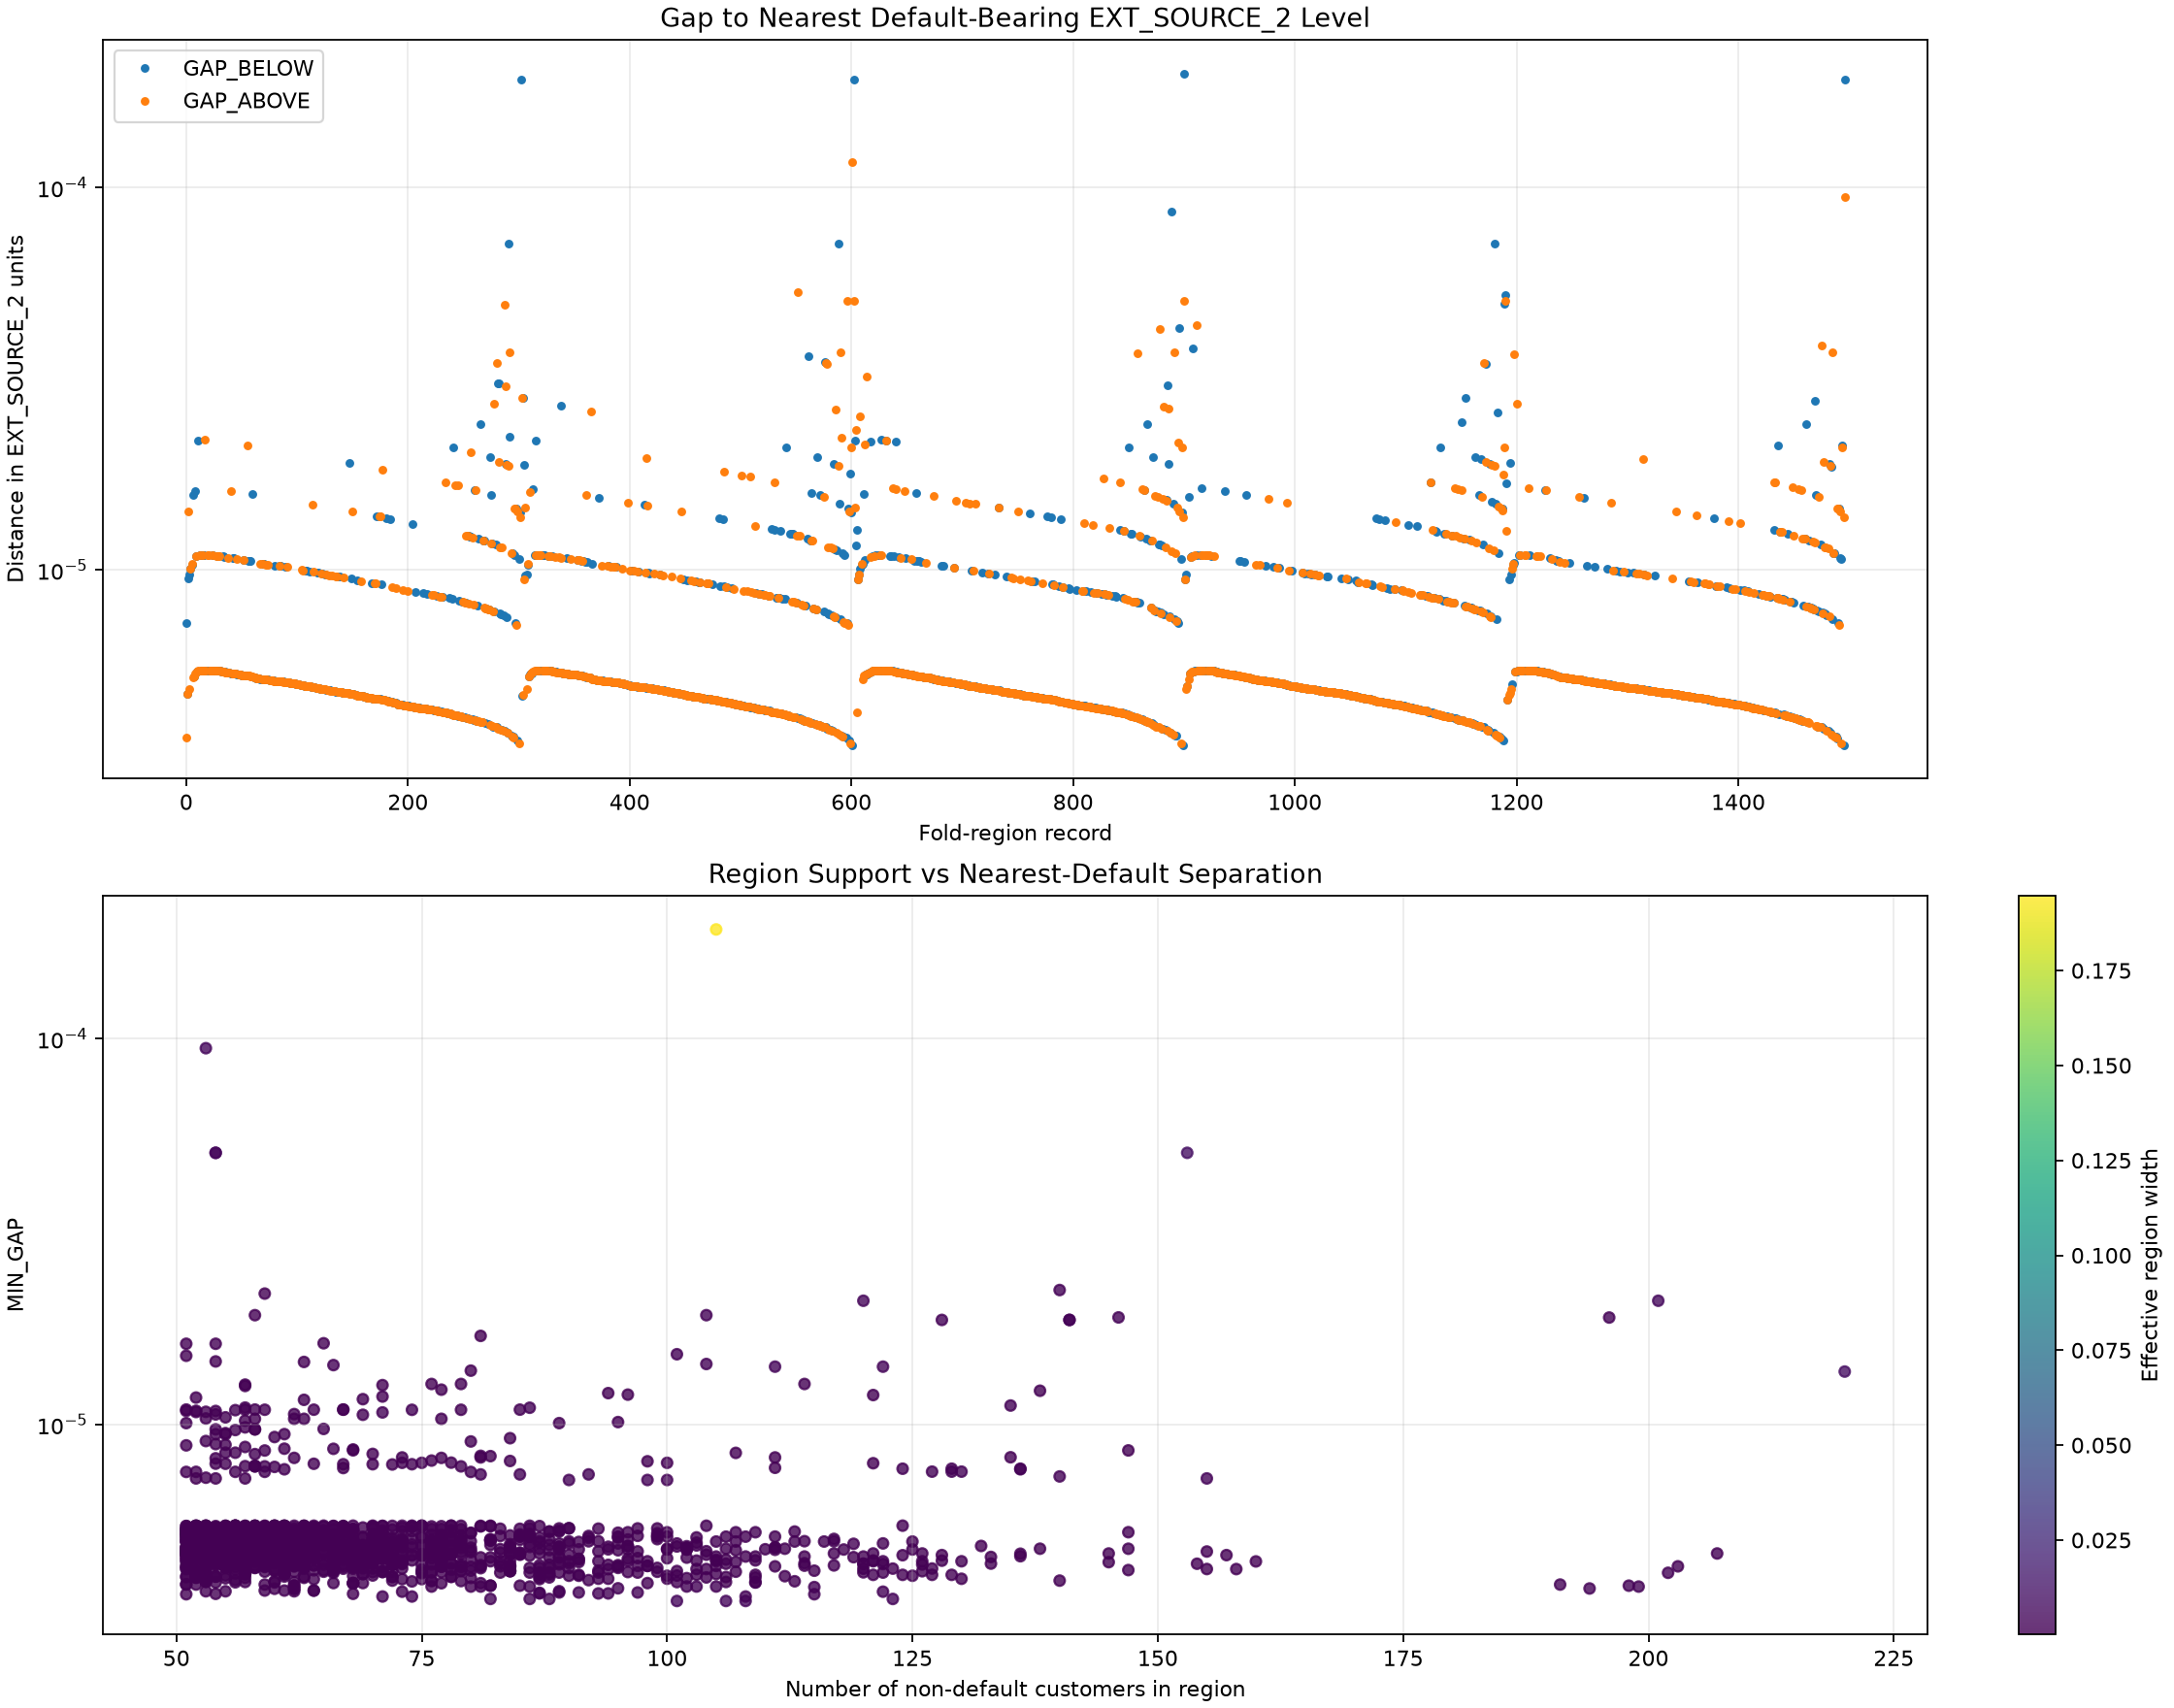 Gap to Nearest Default-Bearing EXT_SOURCE_2 Level
GAP_BELOW
GAP_ABOVE
10⁻⁴
10⁻⁵
Distance in EXT_SOURCE_2 units
0 200 400 600 800 1000 1200 1400
Fold-region record
Region Support vs Nearest-Default Separation
10⁻⁴
10⁻⁵
MIN_GAP
50 75 100 125 150 175 200 225
Number of non-default customers in region
0.175
0.150
0.125
0.100
0.075
0.050
0.025
Effective region width